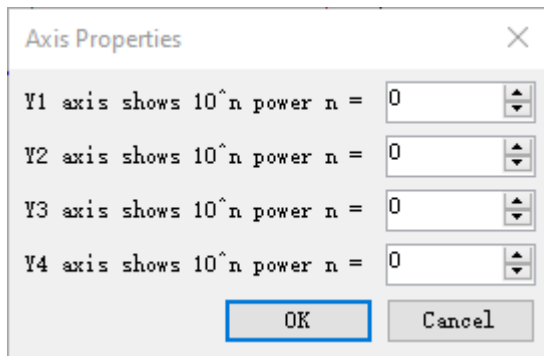 Axis Properties
Y1 axis shows 10^n power n = 0
Y2 axis shows 10^n power n = 0
Y3 axis shows 10^n power n = 0
Y4 axis shows 10^n power n = 0
OK Cancel